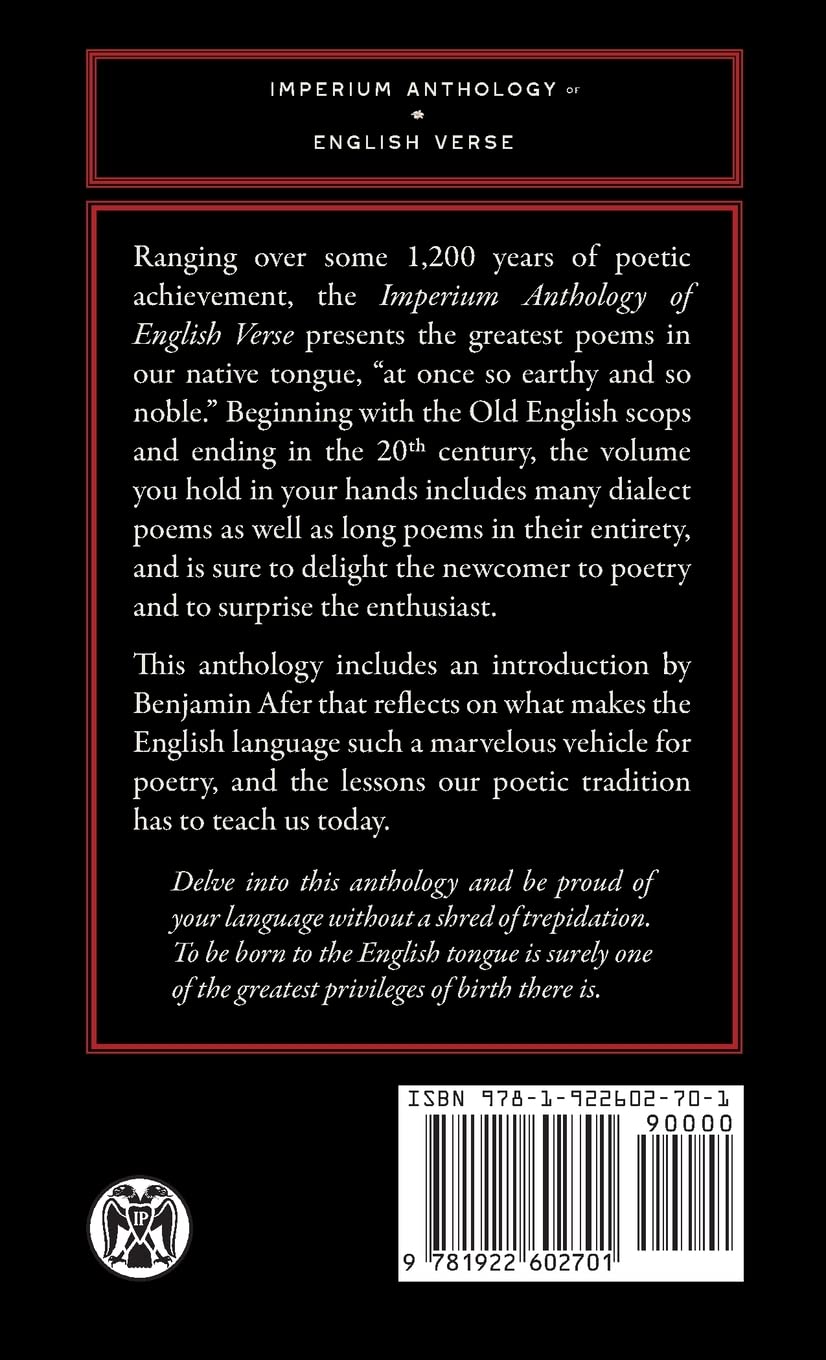 IMPERIUM ANTHOLOGY OF
ENGLISH VERSE
Ranging over some 1,200 years of poetic
achievement, the Imperium Anthology of
English Verse presents the greatest poems in
our native tongue, “at once so earthy and so
noble.” Beginning with the Old English scops
and ending in the 20th century, the volume
you hold in your hands includes many dialect
poems as well as long poems in their entirety,
and is sure to delight the newcomer to poetry
and to surprise the enthusiast.
This anthology includes an introduction by
Benjamin Afer that reflects on what makes the
English language such a marvelous vehicle for
poetry, and the lessons our poetic tradition
has to teach us today.
Delve into this anthology and be proud of
your language without a shred of trepidation.
To be born to the English tongue is surely one
of the greatest privileges of birth there is.
ISBN 978-1-922602-70-1
90000
9 781922 602701
IP